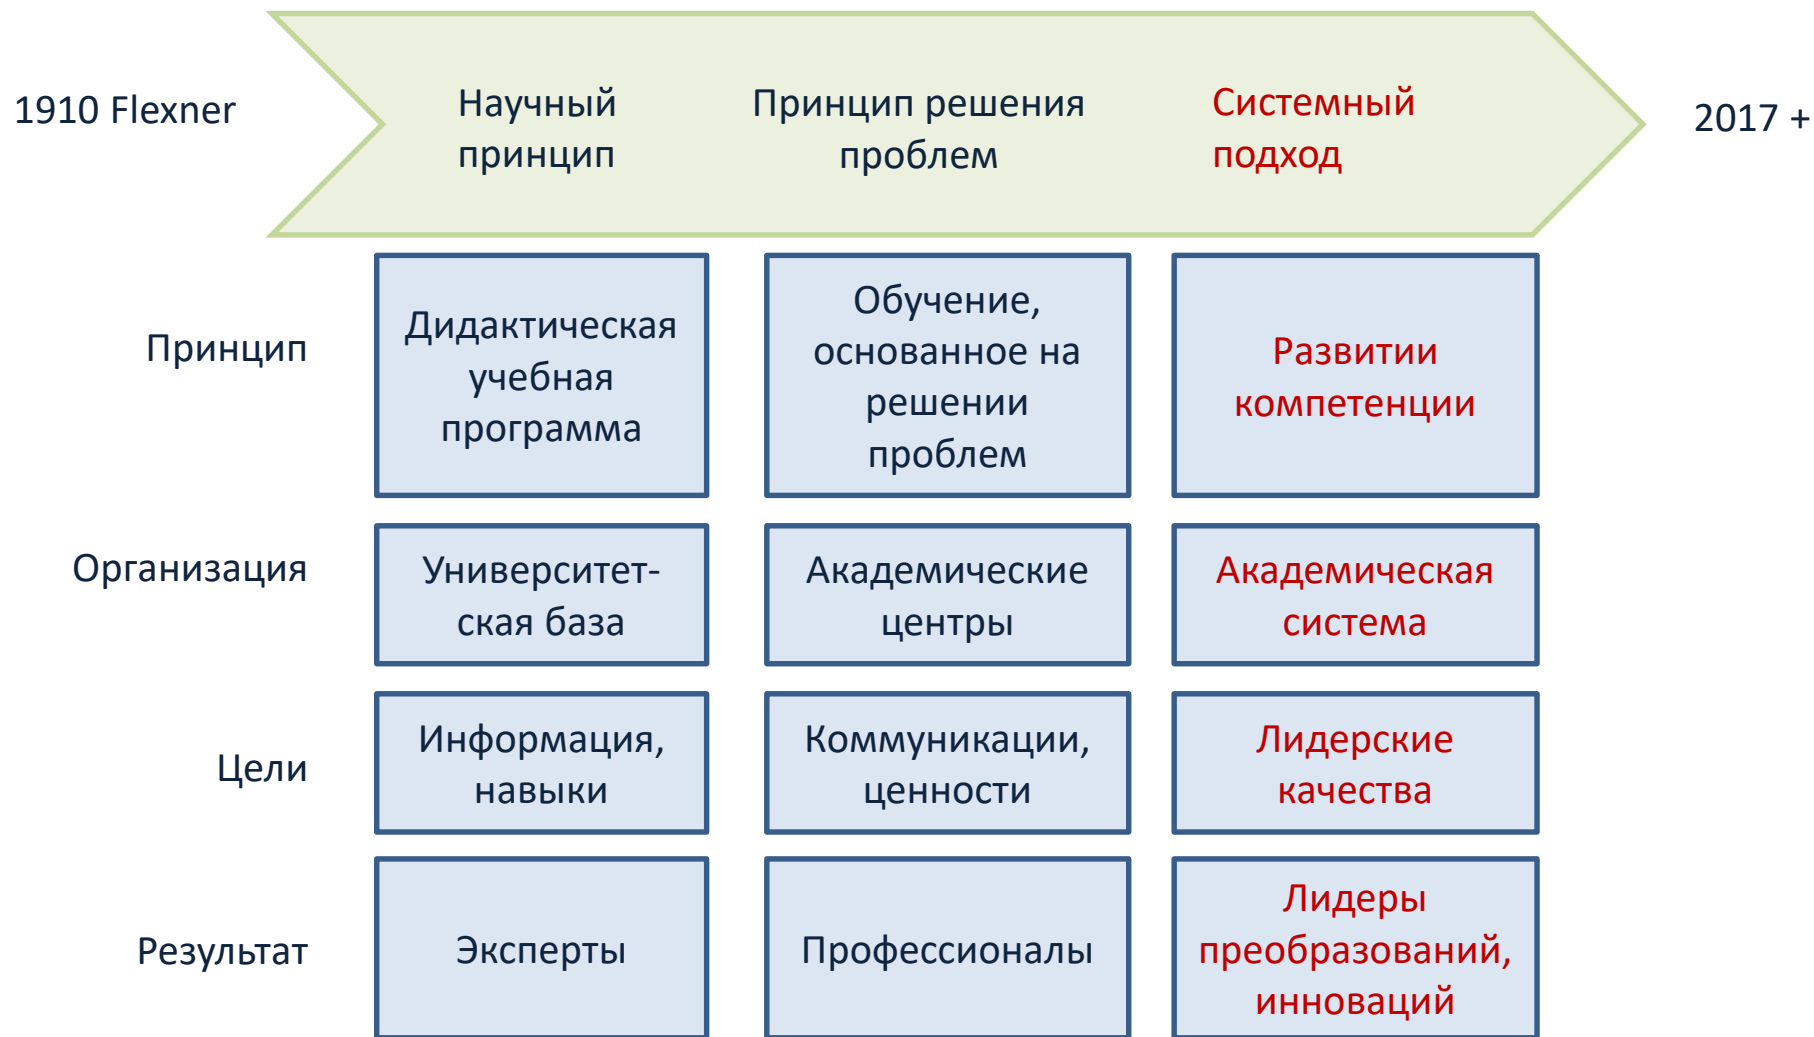 1910 Flexner
Научный
принцип
Принцип решения
проблем
Системный
подход
2017 +
Принцип
Дидактическая
учебная
программа
Обучение,
основанное на
решении
проблем
Развитии
компетенции
Организация
Университет-
ская база
Академические
центры
Академическая
система
Цели
Информация,
навыки
Коммуникации,
ценности
Лидерские
качества
Результат
Эксперты
Профессионалы
Лидеры
преобразований,
инноваций